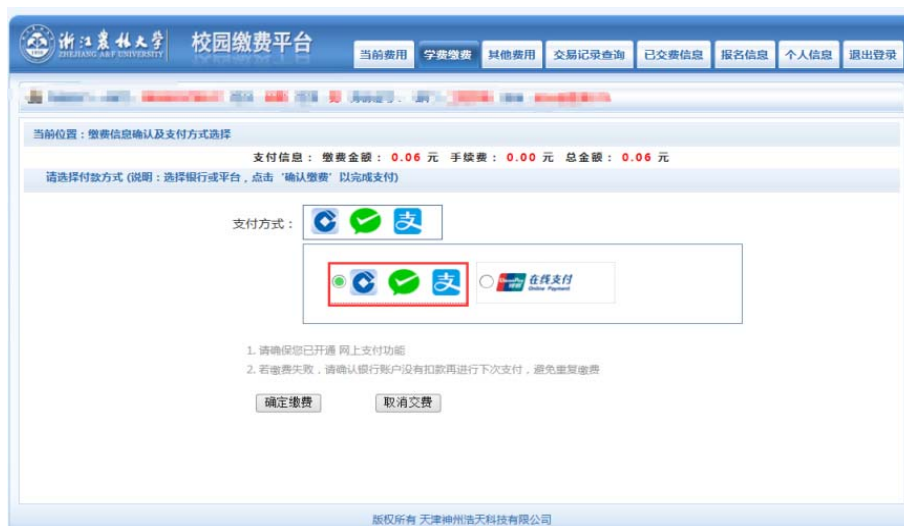 浙江农林大学 校园缴费平台
ZHEJIANG A&F UNIVERSITY
当前费用 学费缴费 其他费用 交易记录查询 已交费信息 报名信息 个人信息 退出登录
当前位置：缴费信息确认及支付方式选择
支付信息： 缴费金额： 0.06 元 手续费： 0.00 元 总金额： 0.06 元
请选择付款方式 (说明：选择银行或平台，点击‘确认缴费’以完成支付)
支付方式： 支
支 UnionPay 银联 在线支付
Online Payment
1. 请确保您已开通 网上支付功能
2. 若缴费失败，请确认银行账户没有扣款再进行下次支付，避免重复缴费
确定缴费 取消交费
版权所有 天津神州浩天科技有限公司